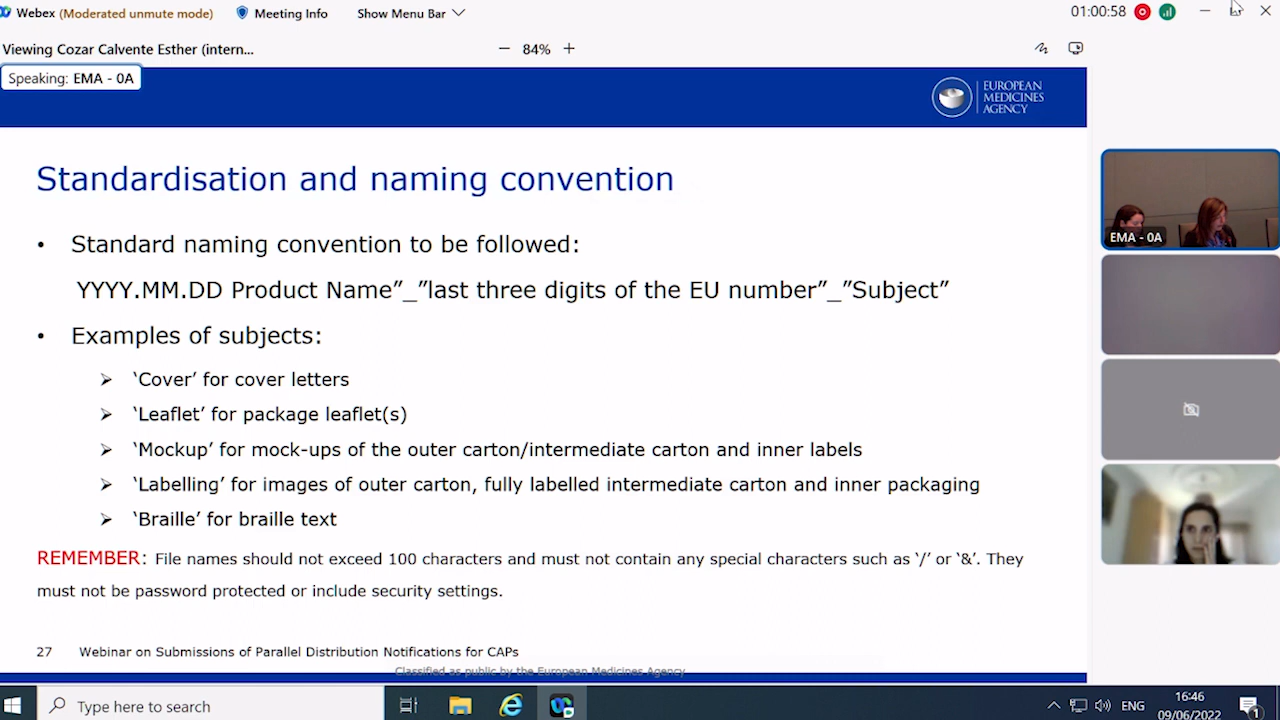 Webex (Moderated unmute mode) Meeting Info Show Menu Bar 01:00:58
Viewing Cozar Calvente Esther (intern... 84%
Speaking: EMA - 0A
EUROPEAN
MEDICINES
AGENCY
Standardisation and naming convention
• Standard naming convention to be followed:
YYYY.MM.DD Product Name”_”last three digits of the EU number”_”Subject”
• Examples of subjects:
➢ ‘Cover’ for cover letters
➢ ‘Leaflet’ for package leaflet(s)
➢ ‘Mockup’ for mock-ups of the outer carton/intermediate carton and inner labels
➢ ‘Labelling’ for images of outer carton, fully labelled intermediate carton and inner packaging
➢ ‘Braille’ for braille text
REMEMBER: File names should not exceed 100 characters and must not contain any special characters such as ‘/’ or ‘&’. They
must not be password protected or include security settings.
27 Webinar on Submissions of Parallel Distribution Notifications for CAPs
Classified as public by the European Medicines Agency
EMA - 0A
Type here to search
ENG
16:46
09/06/2022
1